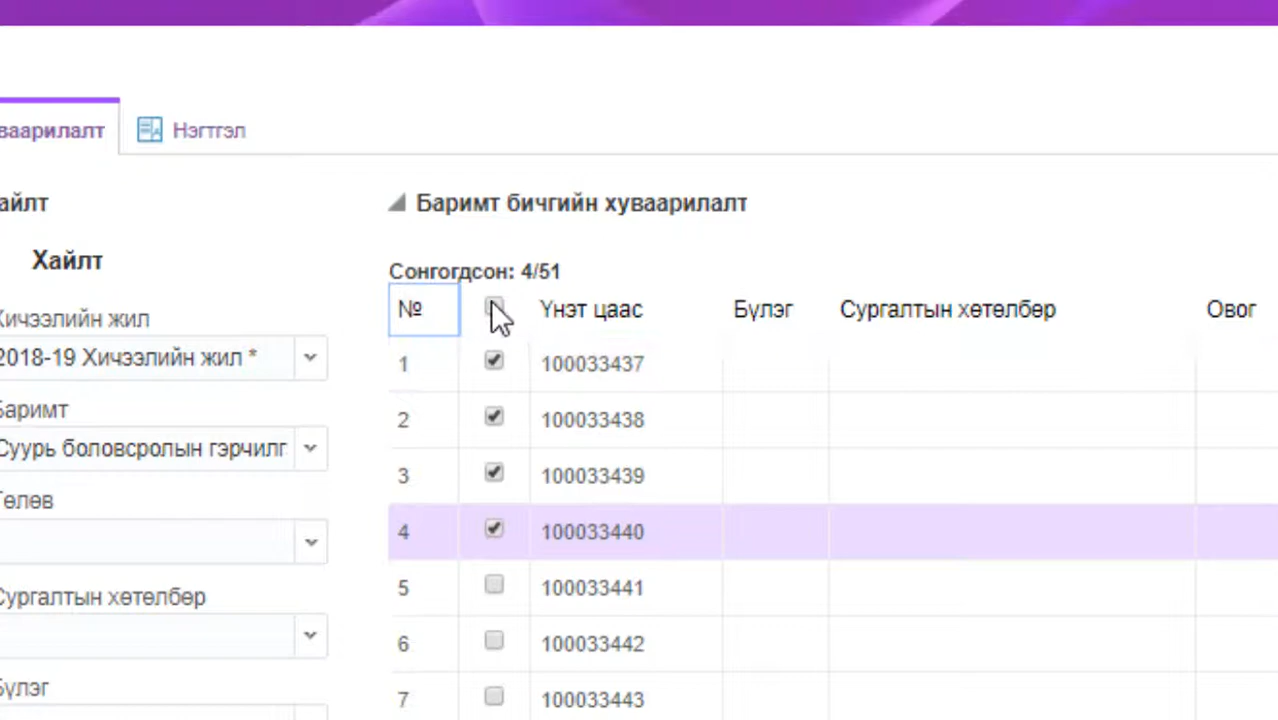 ваарилалт
Нэгтгэл
айлт
Хайлт
Хичээлийн жил
2018-19 Хичээлийн жил *
Баримт
Суурь боловсролын гэрчилг
Төлөв
Сургалтын хөтөлбөр
Бүлэг
Баримт бичгийн хуваарилалт
Сонгогдсон: 4/51
№ Үнэт цаас Бүлэг Сургалтын хөтөлбөр Овог
1 100033437
2 100033438
3 100033439
4 100033440
5 100033441
6 100033442
7 100033443